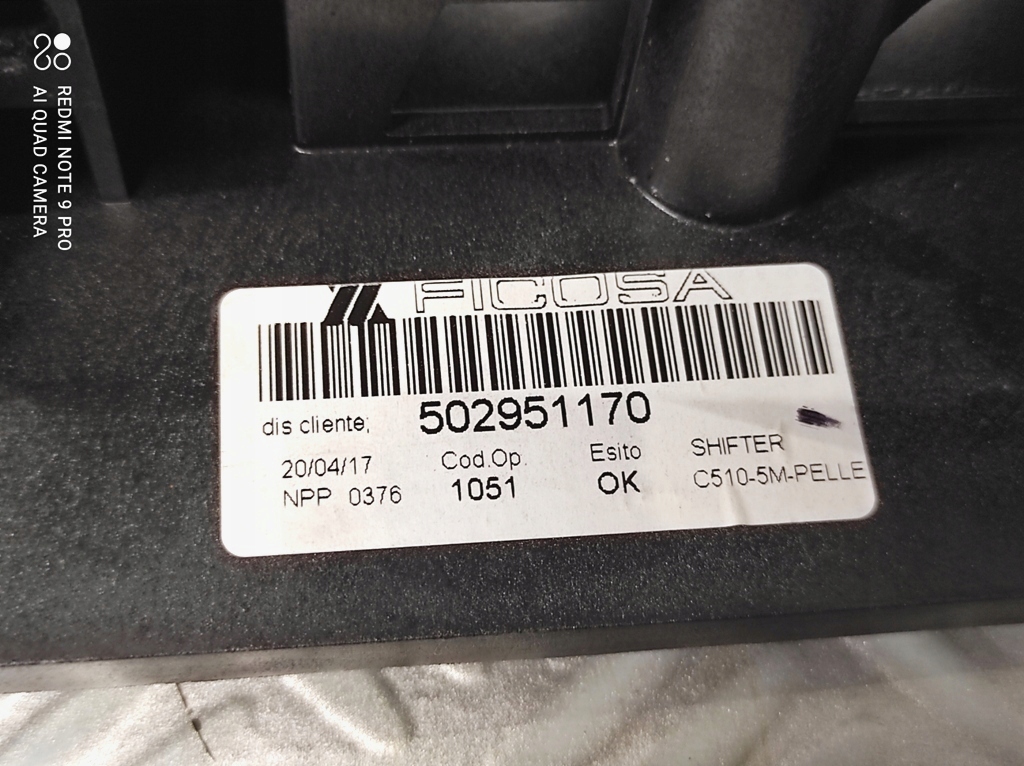 REDMI NOTE 9 PRO
AI QUAD CAMERA
FICOSA
dis cliente; 502951170
20/04/17 Cod.Op. Esito SHIFTER
NPP 0376 1051 OK C510-5M-PELLE